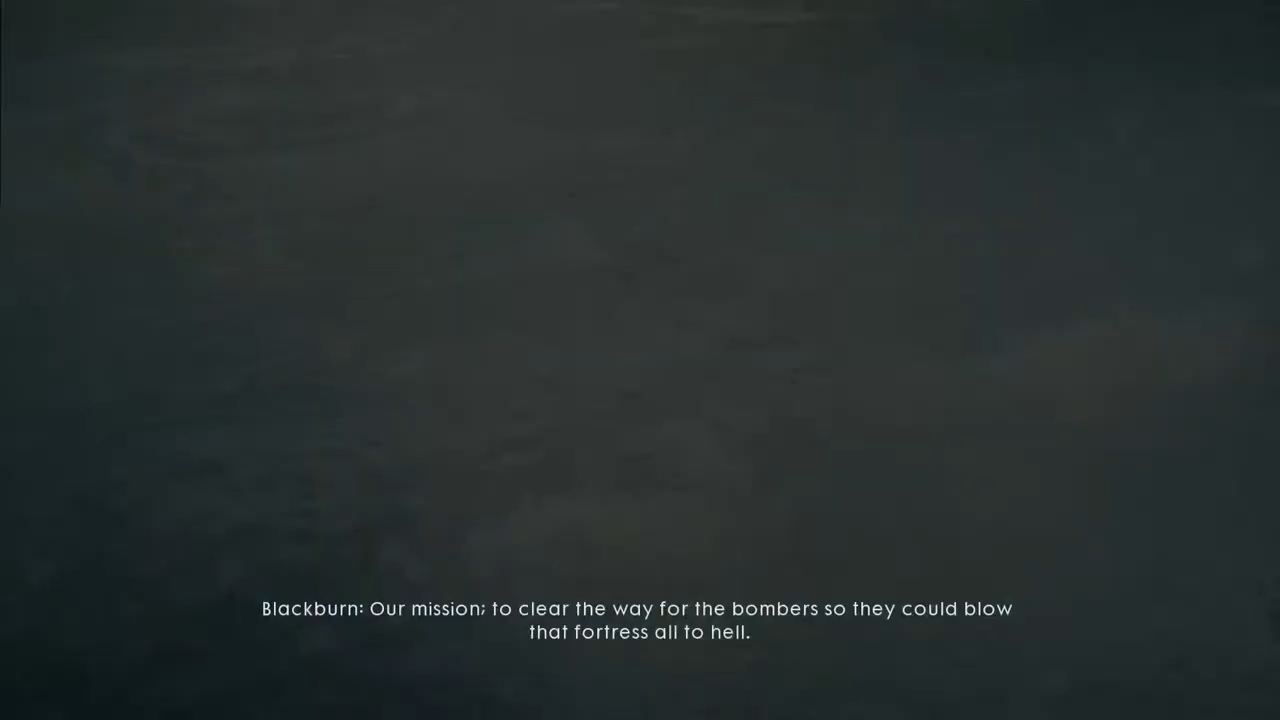 Blackburn: Our mission; to clear the way for the bombers so they could blow
that fortress all to hell.